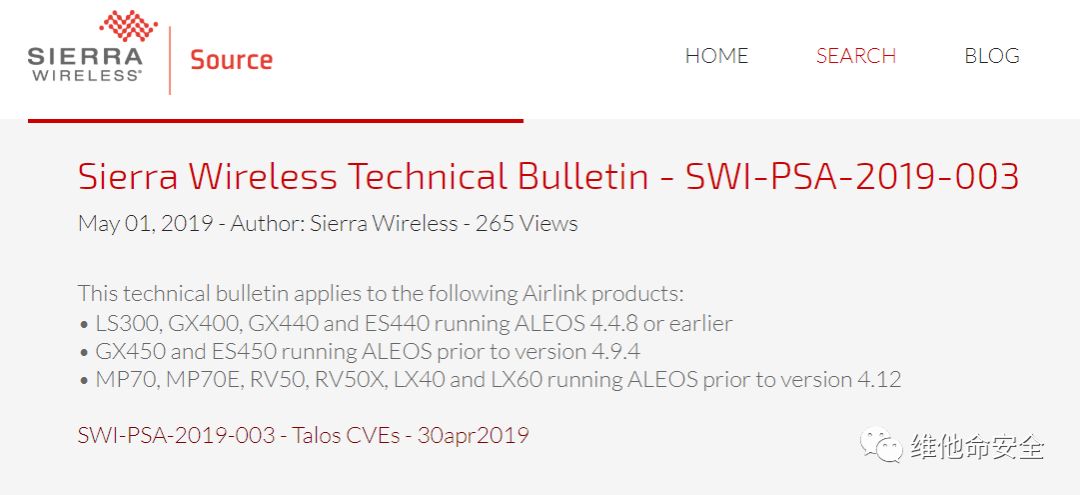 SIERRA
WIRELESS®
Source
HOME
SEARCH
BLOG
Sierra Wireless Technical Bulletin - SWI-PSA-2019-003
May 01, 2019 - Author: Sierra Wireless - 265 Views
This technical bulletin applies to the following Airlink products:
• LS300, GX400, GX440 and ES440 running ALEOS 4.4.8 or earlier
• GX450 and ES450 running ALEOS prior to version 4.9.4
• MP70, MP70E, RV50, RV50X, LX40 and LX60 running ALEOS prior to version 4.12
SWI-PSA-2019-003 - Talos CVEs - 30apr2019
维他命安全